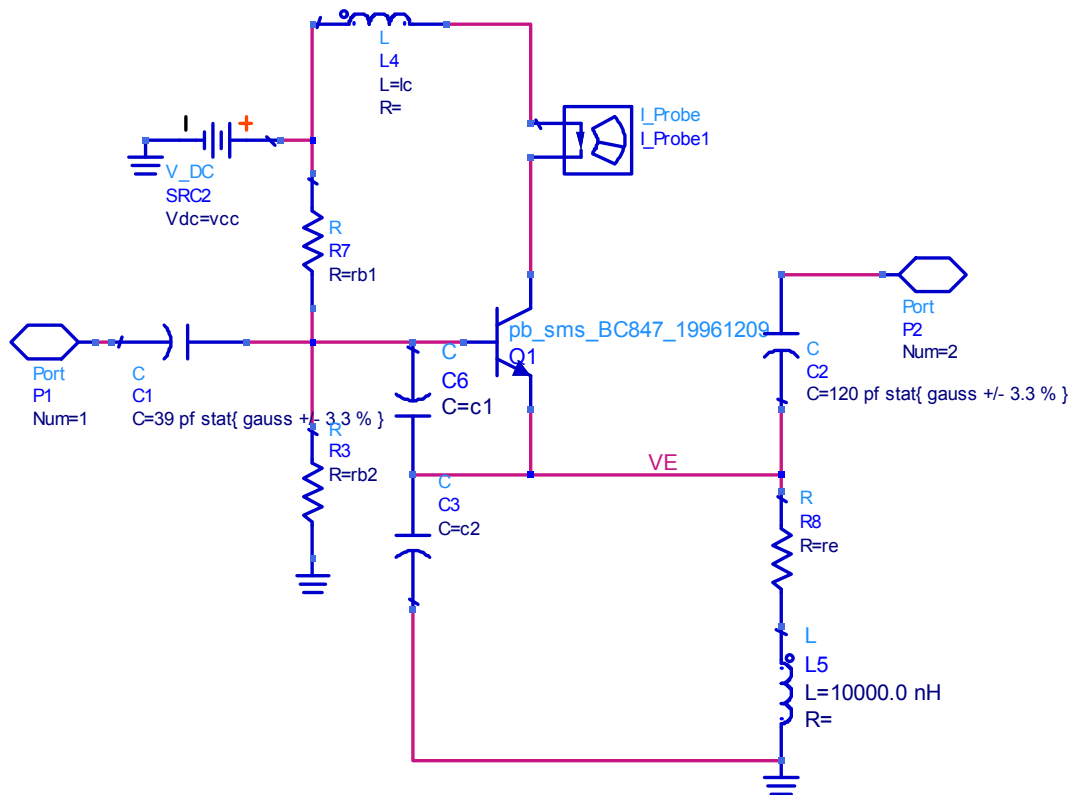 L
L4
L=lc
R=
I_Probe
I_Probe1
V_DC
SRC2
Vdc=vcc
R
R7
R=rb1
Port
P2
Num=2
pb_sms_BC847_19961209
Q1
C
C2
C=120 pf stat{ gauss +/- 3.3 % }
Port
P1
Num=1
C
C1
C=39 pf stat{ gauss +/- 3.3 % }
C
C6
C=c1
R
R3
R=rb2
VE
C
C3
C=c2
R
R8
R=re
L
L5
L=10000.0 nH
R=